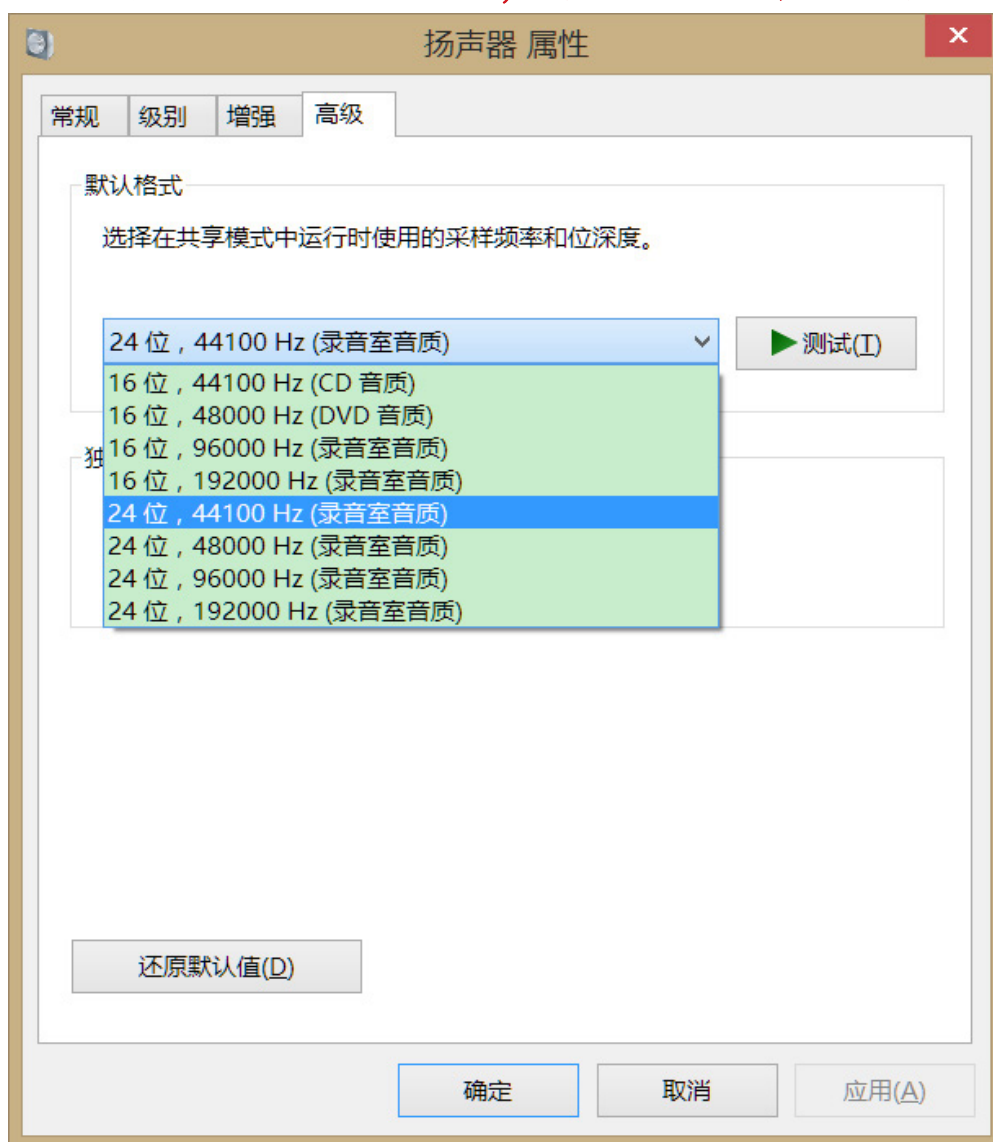 扬声器 属性
常规 级别 增强 高级
默认格式
选择在共享模式中运行时使用的采样频率和位深度。
24 位，44100 Hz (录音室音质)
测试(T)
16 位，44100 Hz (CD 音质)
16 位，48000 Hz (DVD 音质)
独
16 位，96000 Hz (录音室音质)
16 位，192000 Hz (录音室音质)
24 位，44100 Hz (录音室音质)
24 位，48000 Hz (录音室音质)
24 位，96000 Hz (录音室音质)
24 位，192000 Hz (录音室音质)
还原默认值(D)
确定 取消 应用(A)